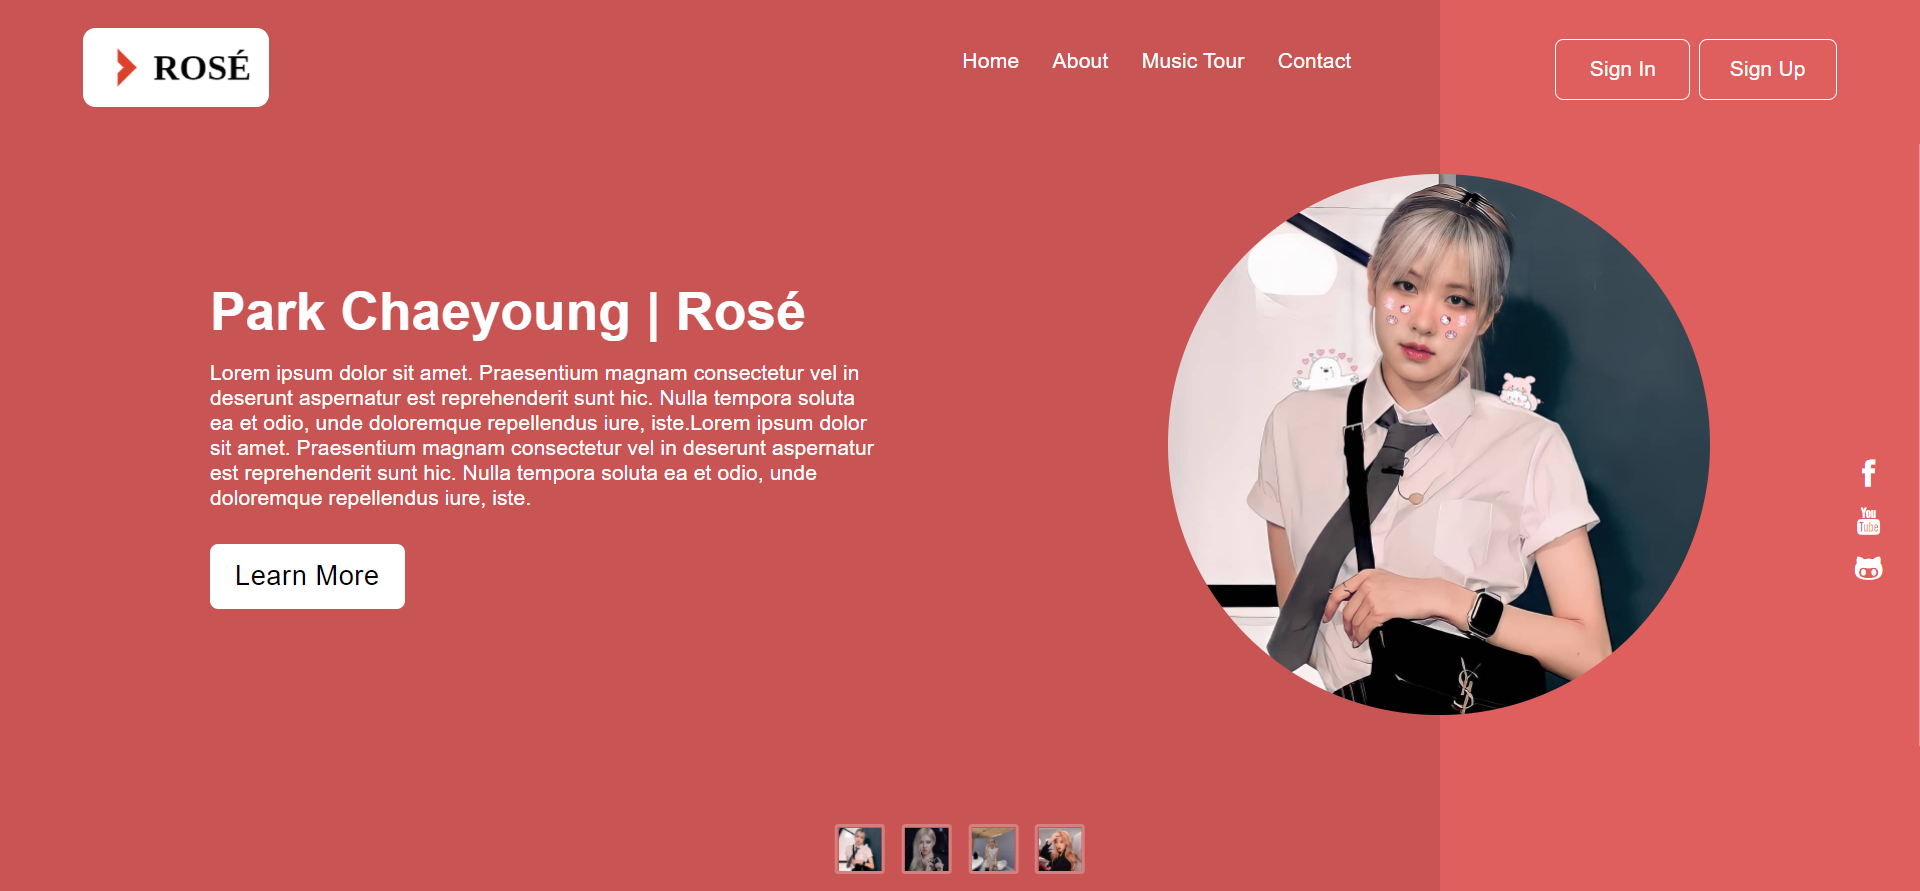 ROSÉ
Home About Music Tour Contact
Sign In Sign Up
Park Chaeyoung | Rosé
Lorem ipsum dolor sit amet. Praesentium magnam consectetur vel in
deserunt aspernatur est reprehenderit sunt hic. Nulla tempora soluta
ea et odio, unde doloremque repellendus iure, iste.Lorem ipsum dolor
sit amet. Praesentium magnam consectetur vel in deserunt aspernatur
est reprehenderit sunt hic. Nulla tempora soluta ea et odio, unde
doloremque repellendus iure, iste.
Learn More
You
Tube
YSL